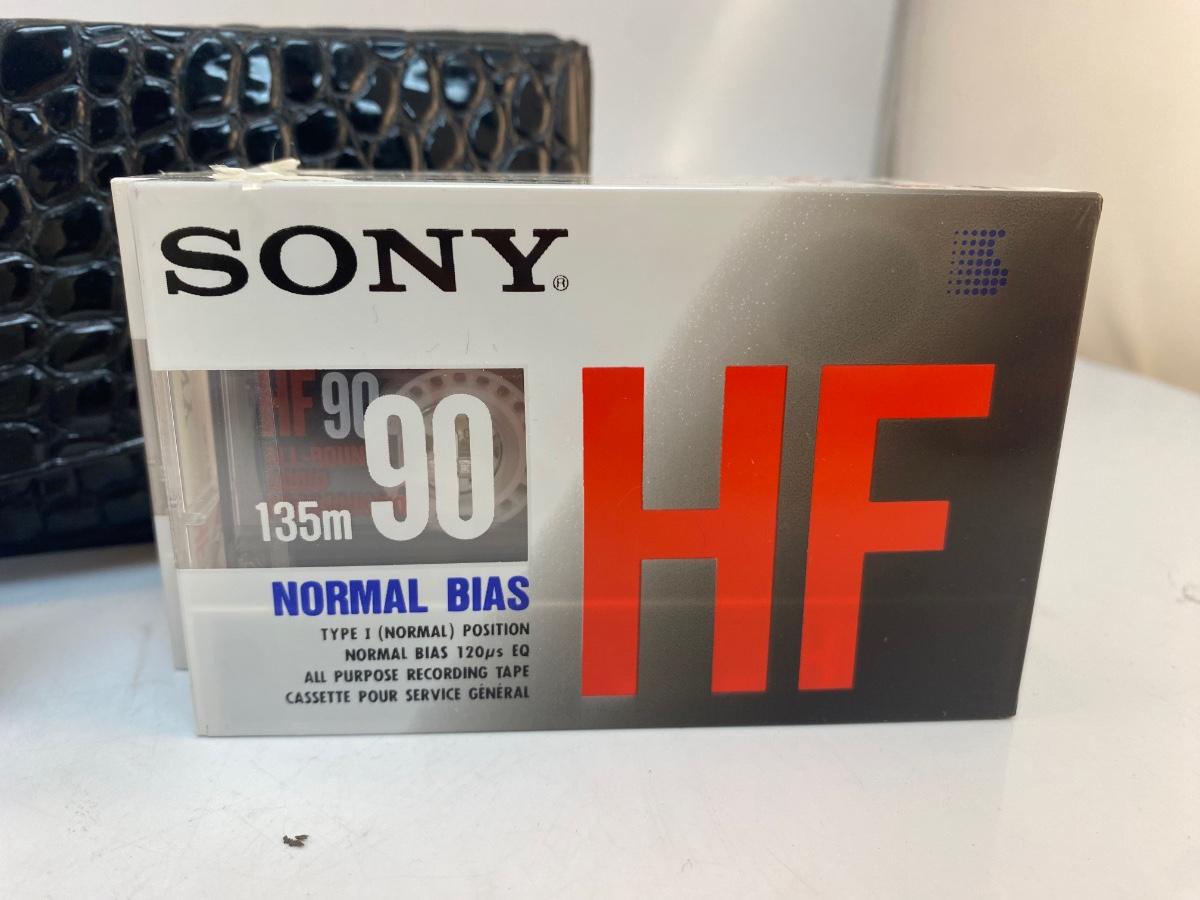 SONY®
HF 90
135m 90
NORMAL BIAS
TYPE I (NORMAL) POSITION
NORMAL BIAS 120µs EQ
ALL PURPOSE RECORDING TAPE
CASSETTE POUR SERVICE GÉNÉRAL
HF